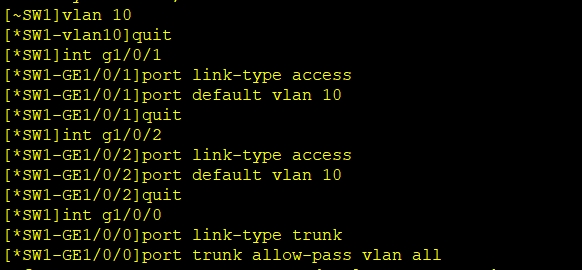 [~SW1]vlan 10
[*SW1-vlan10]quit
[*SW1]int g1/0/1
[*SW1-GE1/0/1]port link-type access
[*SW1-GE1/0/1]port default vlan 10
[*SW1-GE1/0/1]quit
[*SW1]int g1/0/2
[*SW1-GE1/0/2]port link-type access
[*SW1-GE1/0/2]port default vlan 10
[*SW1-GE1/0/2]quit
[*SW1]int g1/0/0
[*SW1-GE1/0/0]port link-type trunk
[*SW1-GE1/0/0]port trunk allow-pass vlan all